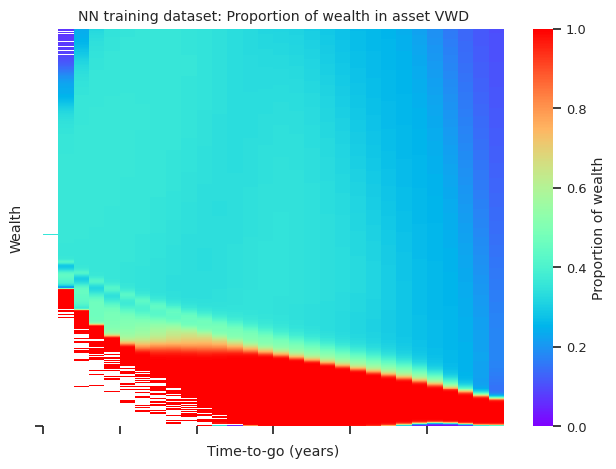 NN training dataset: Proportion of wealth in asset VWD
Wealth
Time-to-go (years)
1.0
0.8
0.6
0.4
0.2
0.0
Proportion of wealth